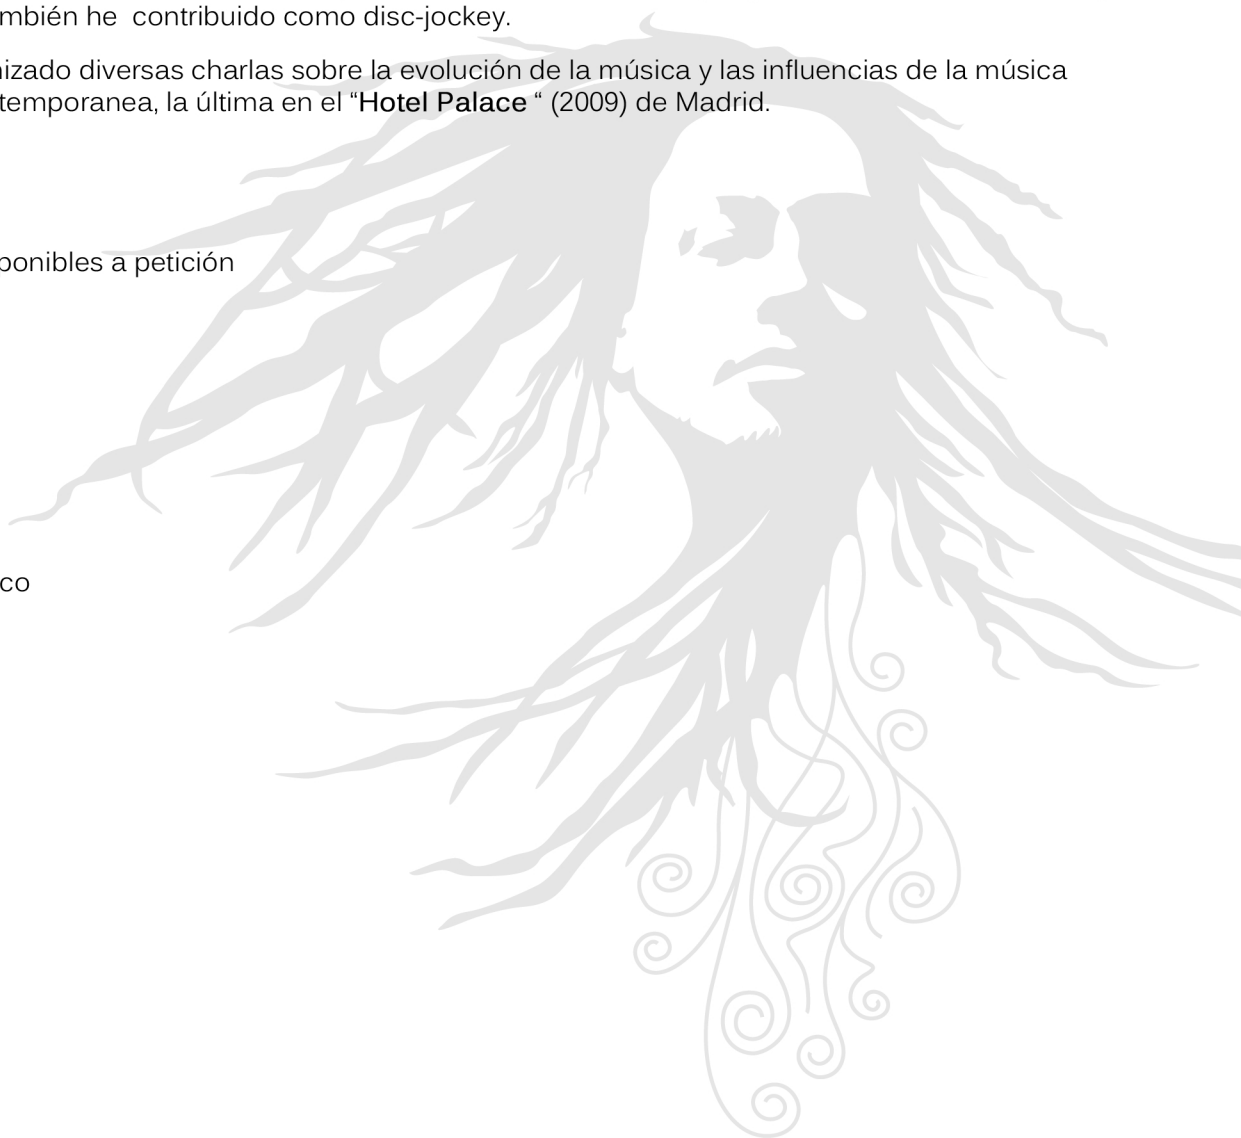 mbién he  contribuido como disc-jockey.
nizado diversas charlas sobre la evolución de la música y las influencias de la música
temporanea, la última en el “Hotel Palace “ (2009) de Madrid.
ponibles a petición
co